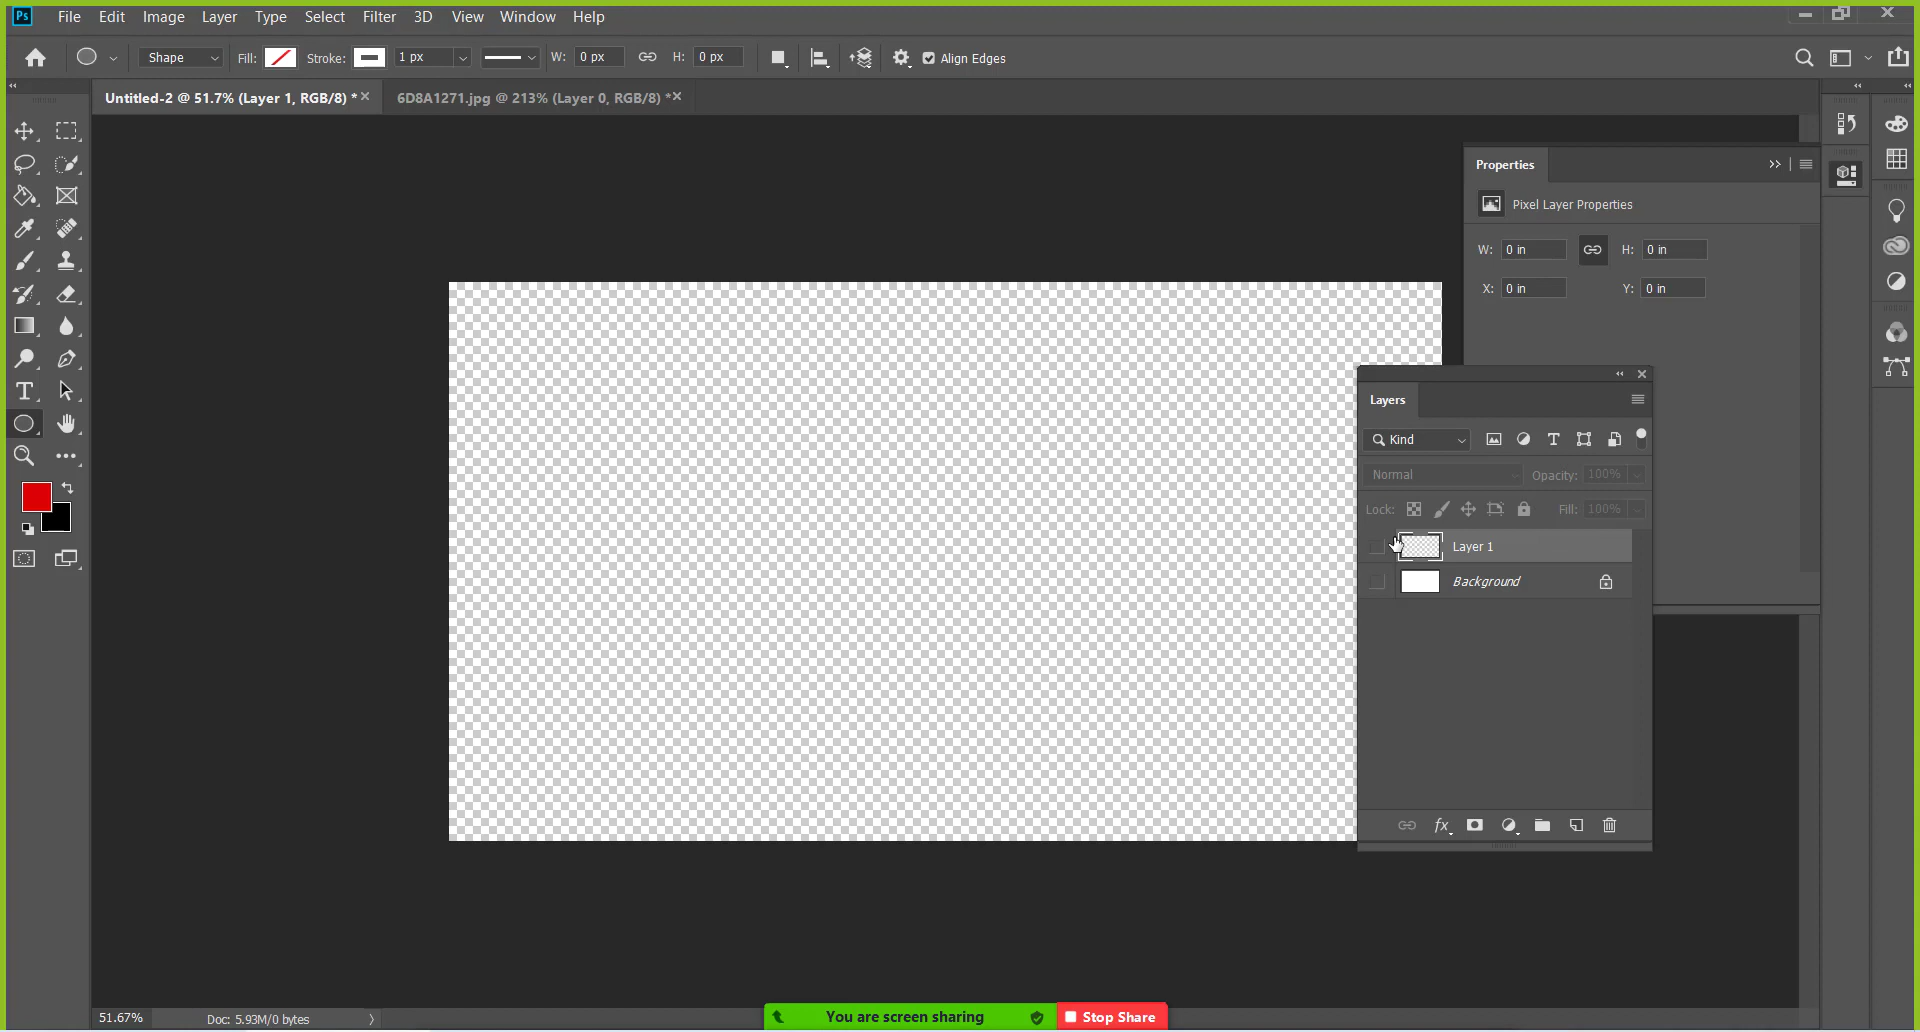 Ps File Edit Image Layer Type Select Filter 3D View Window Help
Shape Fill: Stroke: 1 px W: 0 px H: 0 px Align Edges
Untitled-2 @ 51.7% (Layer 1, RGB/8) * 6D8A1271.jpg @ 213% (Layer 0, RGB/8) *
Properties
Pixel Layer Properties
W: 0 in H: 0 in
X: 0 in Y: 0 in
Layers
Kind
Normal Opacity: 100%
Lock: Fill: 100%
Layer 1
Background
fx
51.67% Doc: 5.93M/0 bytes
You are screen sharing Stop Share